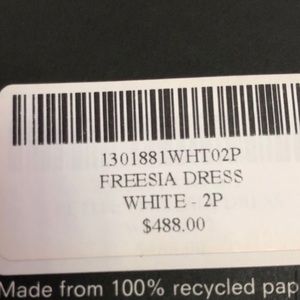 1301881WHT02P
FREESIA DRESS
WHITE - 2P
$488.00
Made from 100% recycled pap